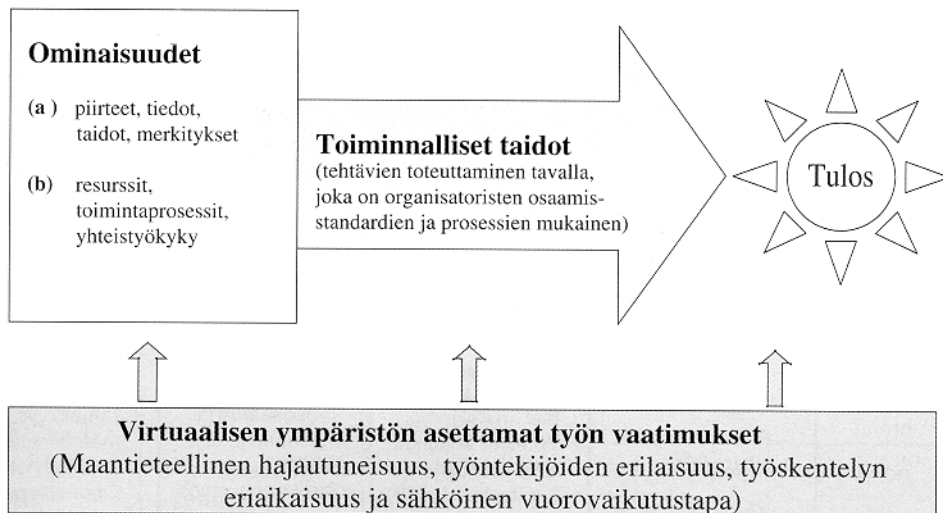 Ominaisuudet
(a ) piirteet, tiedot,
taidot, merkitykset
(b) resurssit,
toimintaprosessit,
yhteistyökyky
Toiminnalliset taidot
(tehtävien toteuttaminen tavalla,
joka on organisatoristen osaamis-
standardien ja prosessien mukainen)
Tulos
Virtuaalisen ympäristön asettamat työn vaatimukset
(Maantieteellinen hajautuneisuus, työntekijöiden erilaisuus, työskentelyn
eriaikaisuus ja sähköinen vuorovaikutustapa)